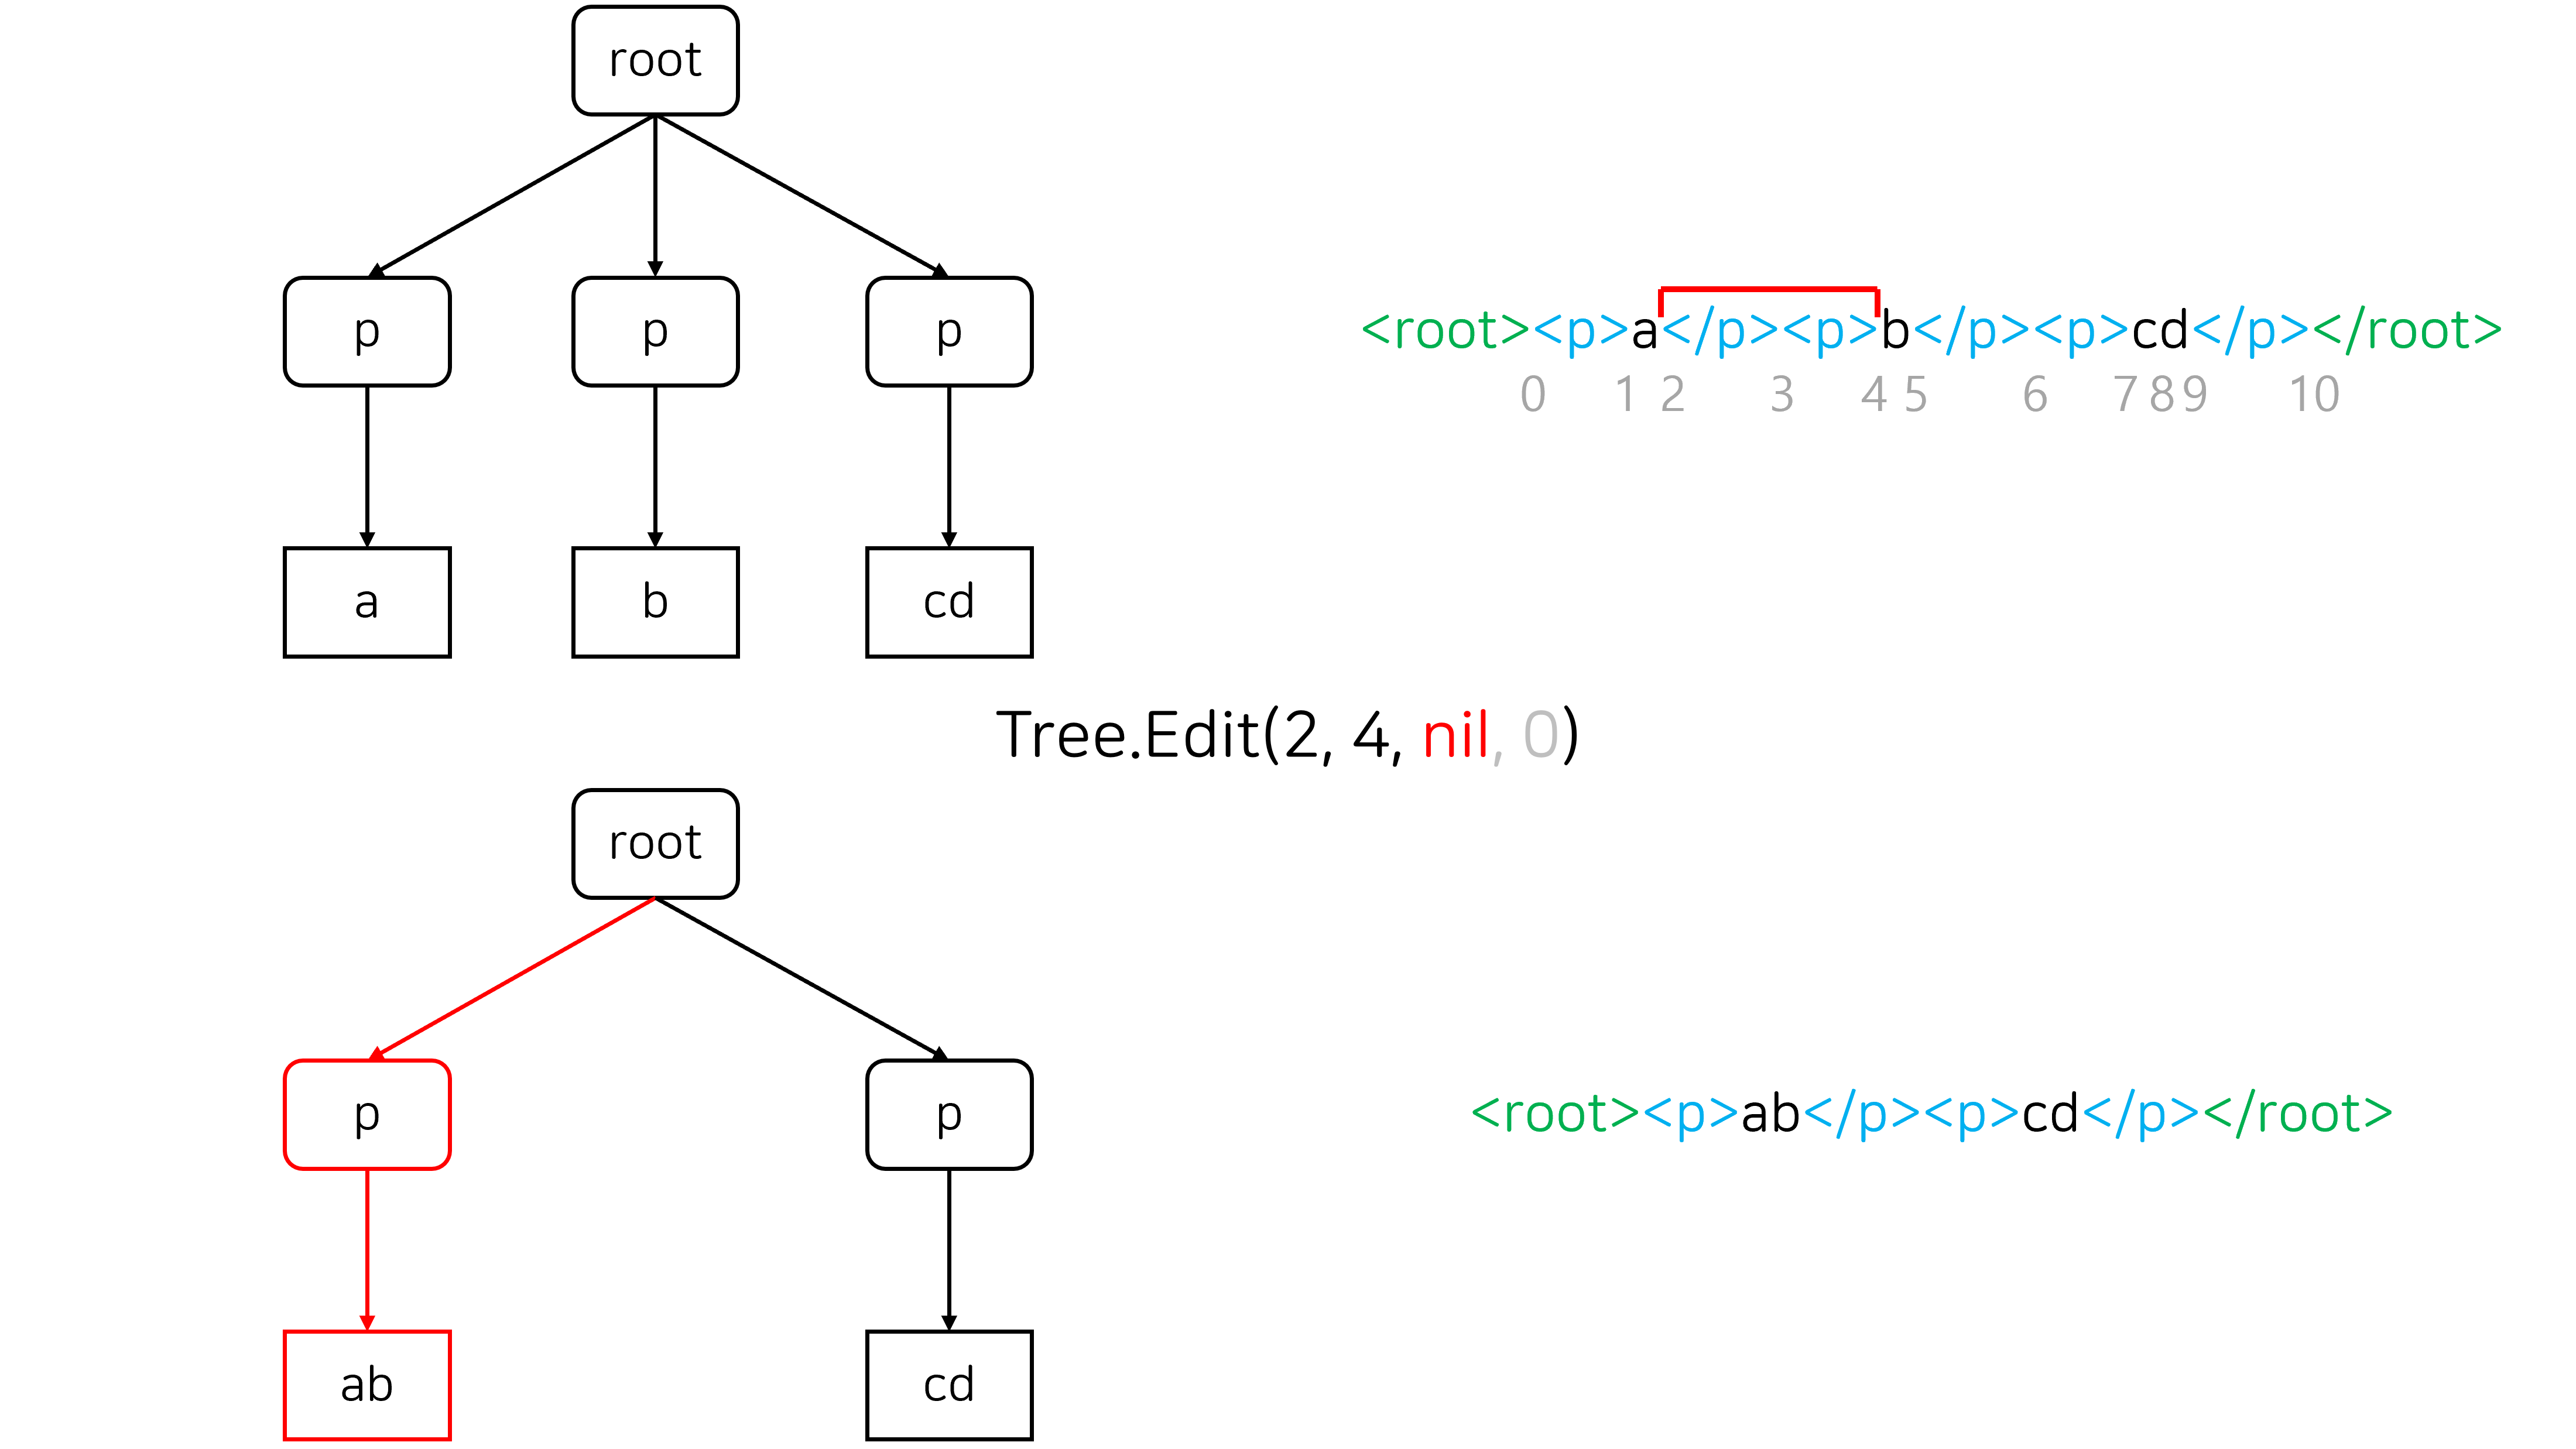 root
p p p
<root><p>a</p><p>b</p><p>cd</p></root>
0 1 2 3 4 5 6 7 8 9 10
a b cd
Tree.Edit(2, 4, nil, 0)
root
p p
<root><p>ab</p><p>cd</p></root>
ab cd